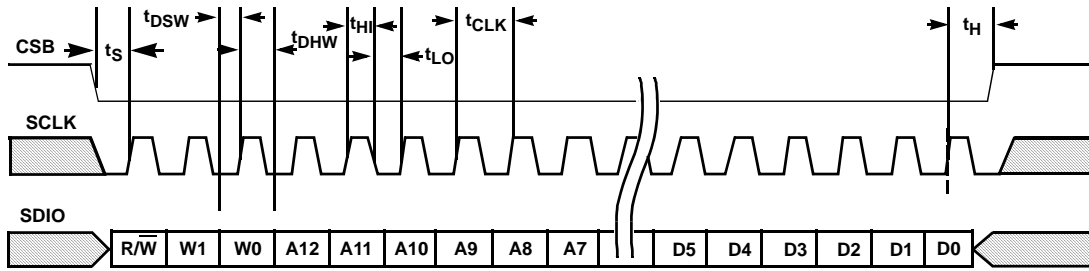 tDSW
tHI
tCLK
tH
CSB
tS
tDHW
tLO
SCLK
SDIO
R/W̅ W1 W0 A12 A11 A10 A9 A8 A7 D5 D4 D3 D2 D1 D0